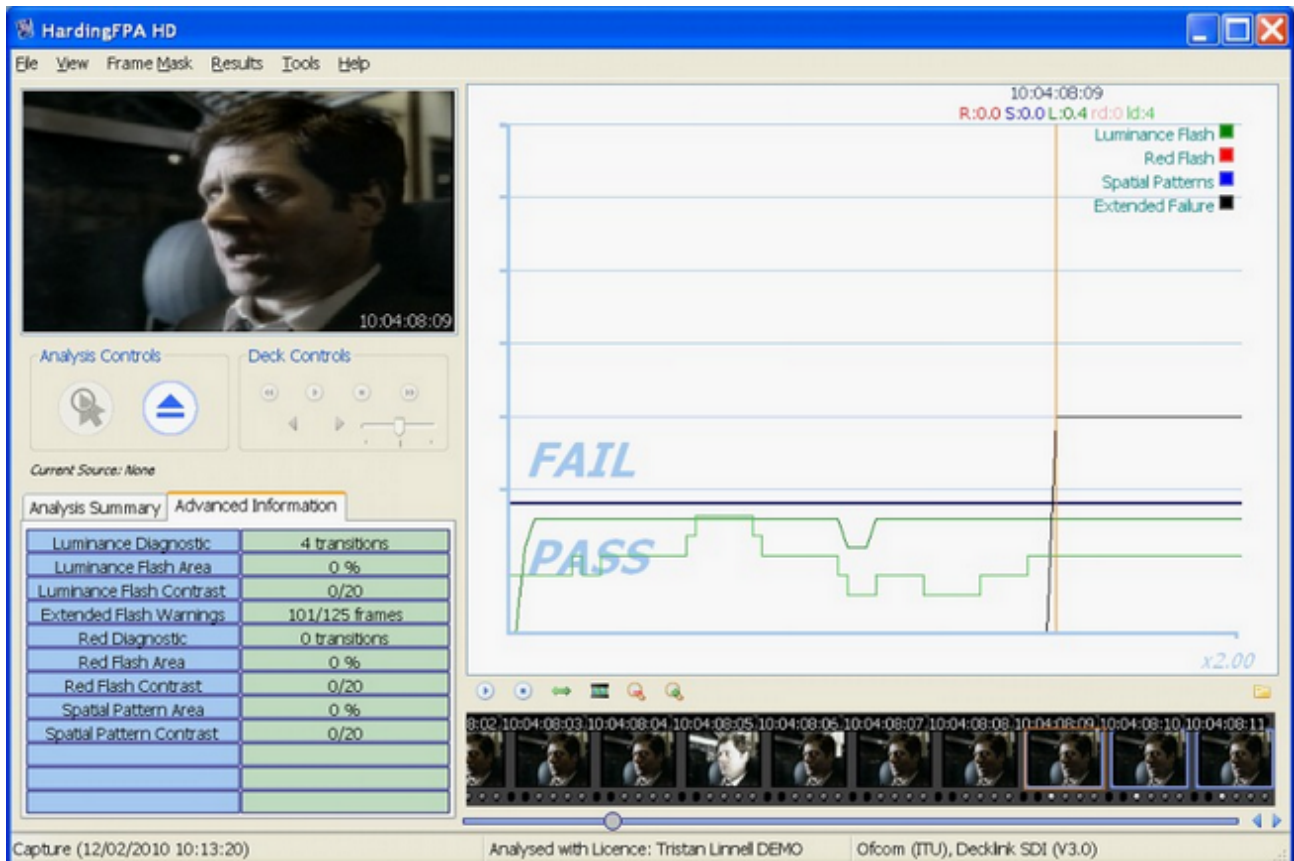 HardingFPA HD
File View Frame Mask Results Tools Help
10:04:08:09
Analysis Controls
Deck Controls
Current Source: None
Analysis Summary
Advanced Information
Luminance Diagnostic 4 transitions
Luminance Flash Area 0 %
Luminance Flash Contrast 0/20
Extended Flash Warnings 101/125 frames
Red Diagnostic 0 transitions
Red Flash Area 0 %
Red Flash Contrast 0/20
Spatial Pattern Area 0 %
Spatial Pattern Contrast 0/20
10:04:08:09
R:0.0 S:0.0 L:0.4 rd:0 ld:4
Luminance Flash
Red Flash
Spatial Patterns
Extended Failure
FAIL
PASS
x2.00
8:02 10:04:08:03 10:04:08:04 10:04:08:05 10:04:08:06 10:04:08:07 10:04:08:08 10:04:08:09 10:04:08:10 10:04:08:11
Capture (12/02/2010 10:13:20)
Analysed with Licence: Tristan Linnell DEMO
Ofcom (ITU), Decklink SDI (V3.0)